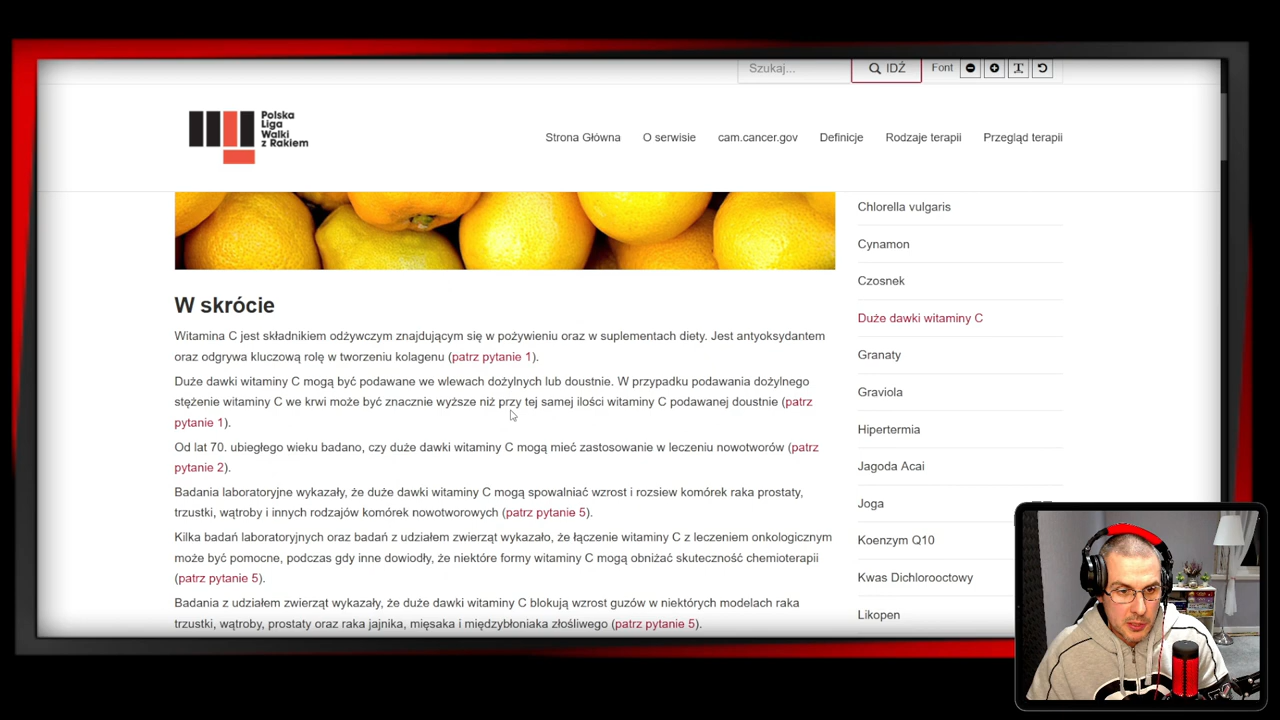 Szukaj...
IDŹ
Font
Polska
Liga
Walki
z Rakiem
Strona Główna
O serwisie
cam.cancer.gov
Definicje
Rodzaje terapii
Przegląd terapii
W skrócie
Witamina C jest składnikiem odżywczym znajdującym się w pożywieniu oraz w suplementach diety. Jest antyoksydantem
oraz odgrywa kluczową rolę w tworzeniu kolagenu (patrz pytanie 1).
Duże dawki witaminy C mogą być podawane we wlewach dożylnych lub doustnie. W przypadku podawania dożylnego
stężenie witaminy C we krwi może być znacznie wyższe niż przy tej samej ilości witaminy C podawanej doustnie (patrz
pytanie 1).
Od lat 70. ubiegłego wieku badano, czy duże dawki witaminy C mogą mieć zastosowanie w leczeniu nowotworów (patrz
pytanie 2).
Badania laboratoryjne wykazały, że duże dawki witaminy C mogą spowalniać wzrost i rozsiew komórek raka prostaty,
trzustki, wątroby i innych rodzajów komórek nowotworowych (patrz pytanie 5).
Kilka badań laboratoryjnych oraz badań z udziałem zwierząt wykazało, że łączenie witaminy C z leczeniem onkologicznym
może być pomocne, podczas gdy inne dowiodły, że niektóre formy witaminy C mogą obniżać skuteczność chemioterapii
(patrz pytanie 5).
Badania z udziałem zwierząt wykazały, że duże dawki witaminy C blokują wzrost guzów w niektórych modelach raka
trzustki, wątroby, prostaty oraz raka jajnika, mięsaka i międzybłoniaka złośliwego (patrz pytanie 5).
Chlorella vulgaris
Cynamon
Czosnek
Duże dawki witaminy C
Granaty
Graviola
Hipertermia
Jagoda Acai
Joga
Koenzym Q10
Kwas Dichlorooctowy
Likopen